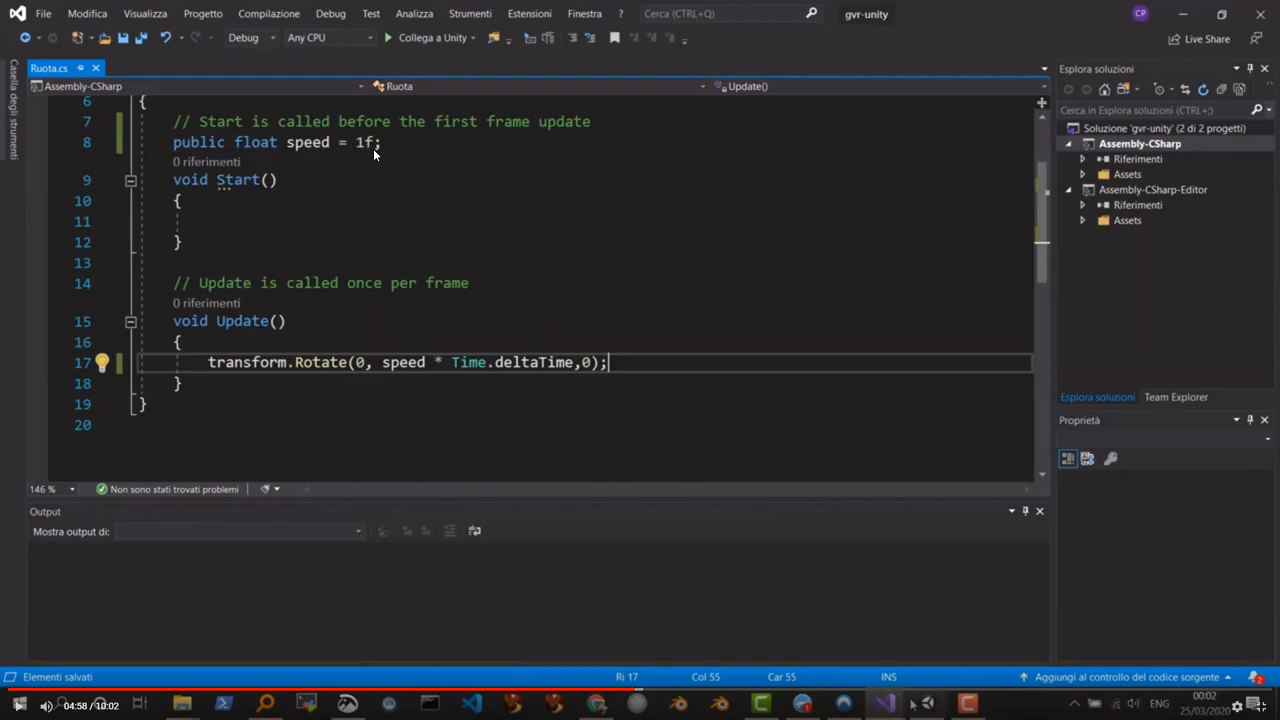 File Modifica Visualizza Progetto Compilazione Debug Test Analizza Strumenti Estensioni Finestra ? Cerca (CTRL+Q) gvr-unity CP
Debug Any CPU Collega a Unity Live Share
Ruota.cs
Assembly-CSharp Ruota Update()
Casella degli strumenti
6 {
7 // Start is called before the first frame update
8 public float speed = 1f;
0 riferimenti
9 void Start()
10 {
11
12 }
13
14 // Update is called once per frame
0 riferimenti
15 void Update()
16 {
17 transform.Rotate(0, speed * Time.deltaTime,0);
18 }
19 }
20
146 % Non sono stati trovati problemi
Output
Mostra output di:
Esplora soluzioni
Cerca in Esplora soluzioni (CTRL+;)
Soluzione 'gvr-unity' (2 di 2 progetti)
Assembly-CSharp
Riferimenti
Assets
Assembly-CSharp-Editor
Riferimenti
Assets
Esplora soluzioni Team Explorer
Proprietà
Elementi salvati Ri 17 Col 55 Car 55 INS Aggiungi al controllo del codice sorgente 2
04:58 / 10:02 ENG 00:02
25/03/2020